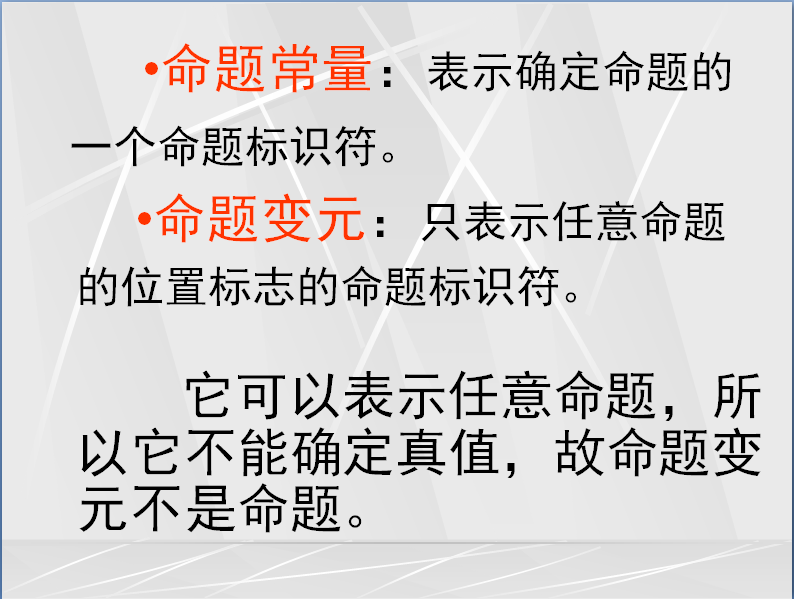 •命题常量：表示确定命题的
一个命题标识符。
•命题变元：只表示任意命题
的位置标志的命题标识符。
它可以表示任意命题，所
以它不能确定真值，故命题变
元不是命题。